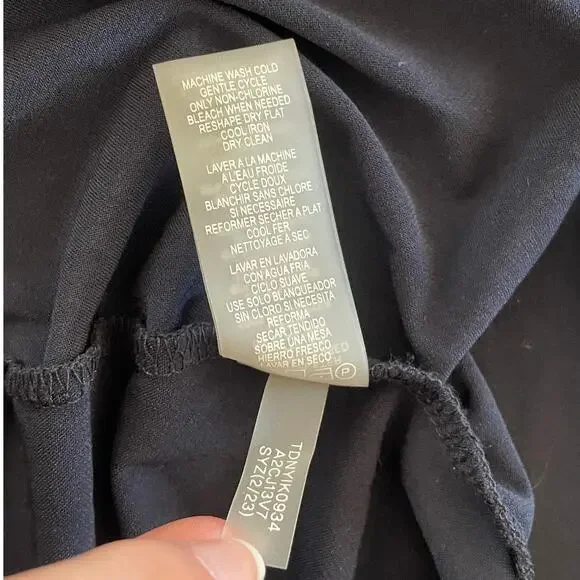 MACHINE WASH COLD
GENTLE CYCLE
ONLY NON-CHLORINE
BLEACH WHEN NEEDED
RESHAPE DRY FLAT
COOL IRON
DRY CLEAN
LAVER A LA MACHINE
A L'EAU FROIDE
CYCLE DOUX
BLANCHIR SANS CHLORE
SI NECESSAIRE
REFORMER SECHER A PLAT
COOL FER
NETTOYAGE A SEC
LAVAR EN LAVADORA
CON AGUA FRIA
CICLO SUAVE
USE SOLO BLANQUEADOR
SIN CLORO SI NECESITA
REFORMA
SECAR TENDIDO
SOBRE UNA MESA
HIERRO FRESCO
LAVAR EN SECO
P
TDNYIK0934
A2CJ13V7
SYZ(2/23)